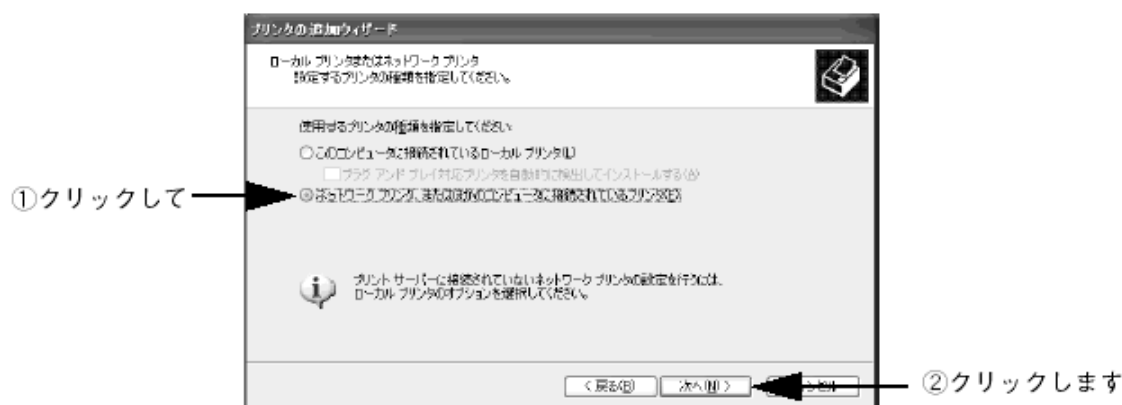 プリンタの追加ウィザード
ローカル プリンタまたはネットワーク プリンタ
設定するプリンタの種類を指定してください。
使用するプリンタの種類を指定してください:
このコンピュータに接続されているローカル プリンタ(L)
プラグ アンド プレイ対応プリンタを自動的に検出してインストールする(A)
①クリックして
ネットワーク プリンタ、またはほかのコンピュータに接続されているプリンタ(E)
プリント サーバーに接続されていないネットワーク プリンタの設定を行うには、
ローカル プリンタのオプションを選択してください。
< 戻る(B)
次へ(N) >
②クリックします